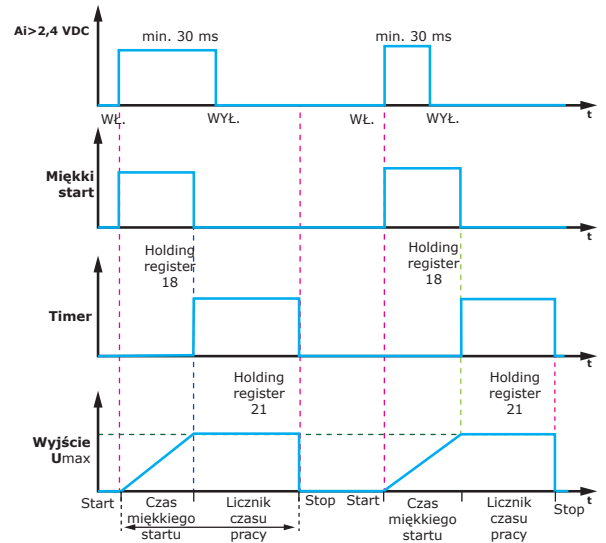 Ai>2,4 VDC
min. 30 ms
min. 30 ms
WŁ.
WYŁ.
WŁ.
WYŁ.
t
Miękki
start
t
Holding
register
18
Holding
register
18
Timer
t
Holding
register
21
Holding
register
21
Wyjście
Umax
t
Start
Czas
miękkiego
startu
Licznik
czasu
pracy
Stop
Start
Czas
miękkiego
startu
Licznik
czasu
pracy
Stop